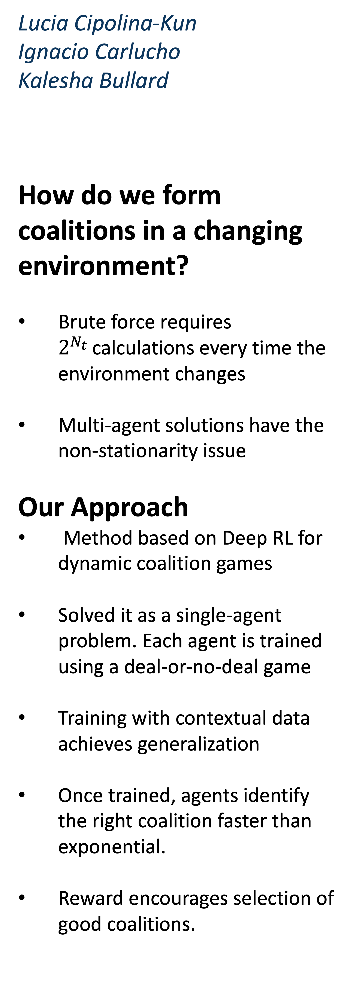 Lucia Cipolina-Kun
Ignacio Carlucho
Kalesha Bullard
How do we form
coalitions in a changing
environment?
• Brute force requires
$2^{N_t}$ calculations every time the
environment changes
• Multi-agent solutions have the
non-stationarity issue
Our Approach
• Method based on Deep RL for
dynamic coalition games
• Solved it as a single-agent
problem. Each agent is trained
using a deal-or-no-deal game
• Training with contextual data
achieves generalization
• Once trained, agents identify
the right coalition faster than
exponential.
• Reward encourages selection of
good coalitions.